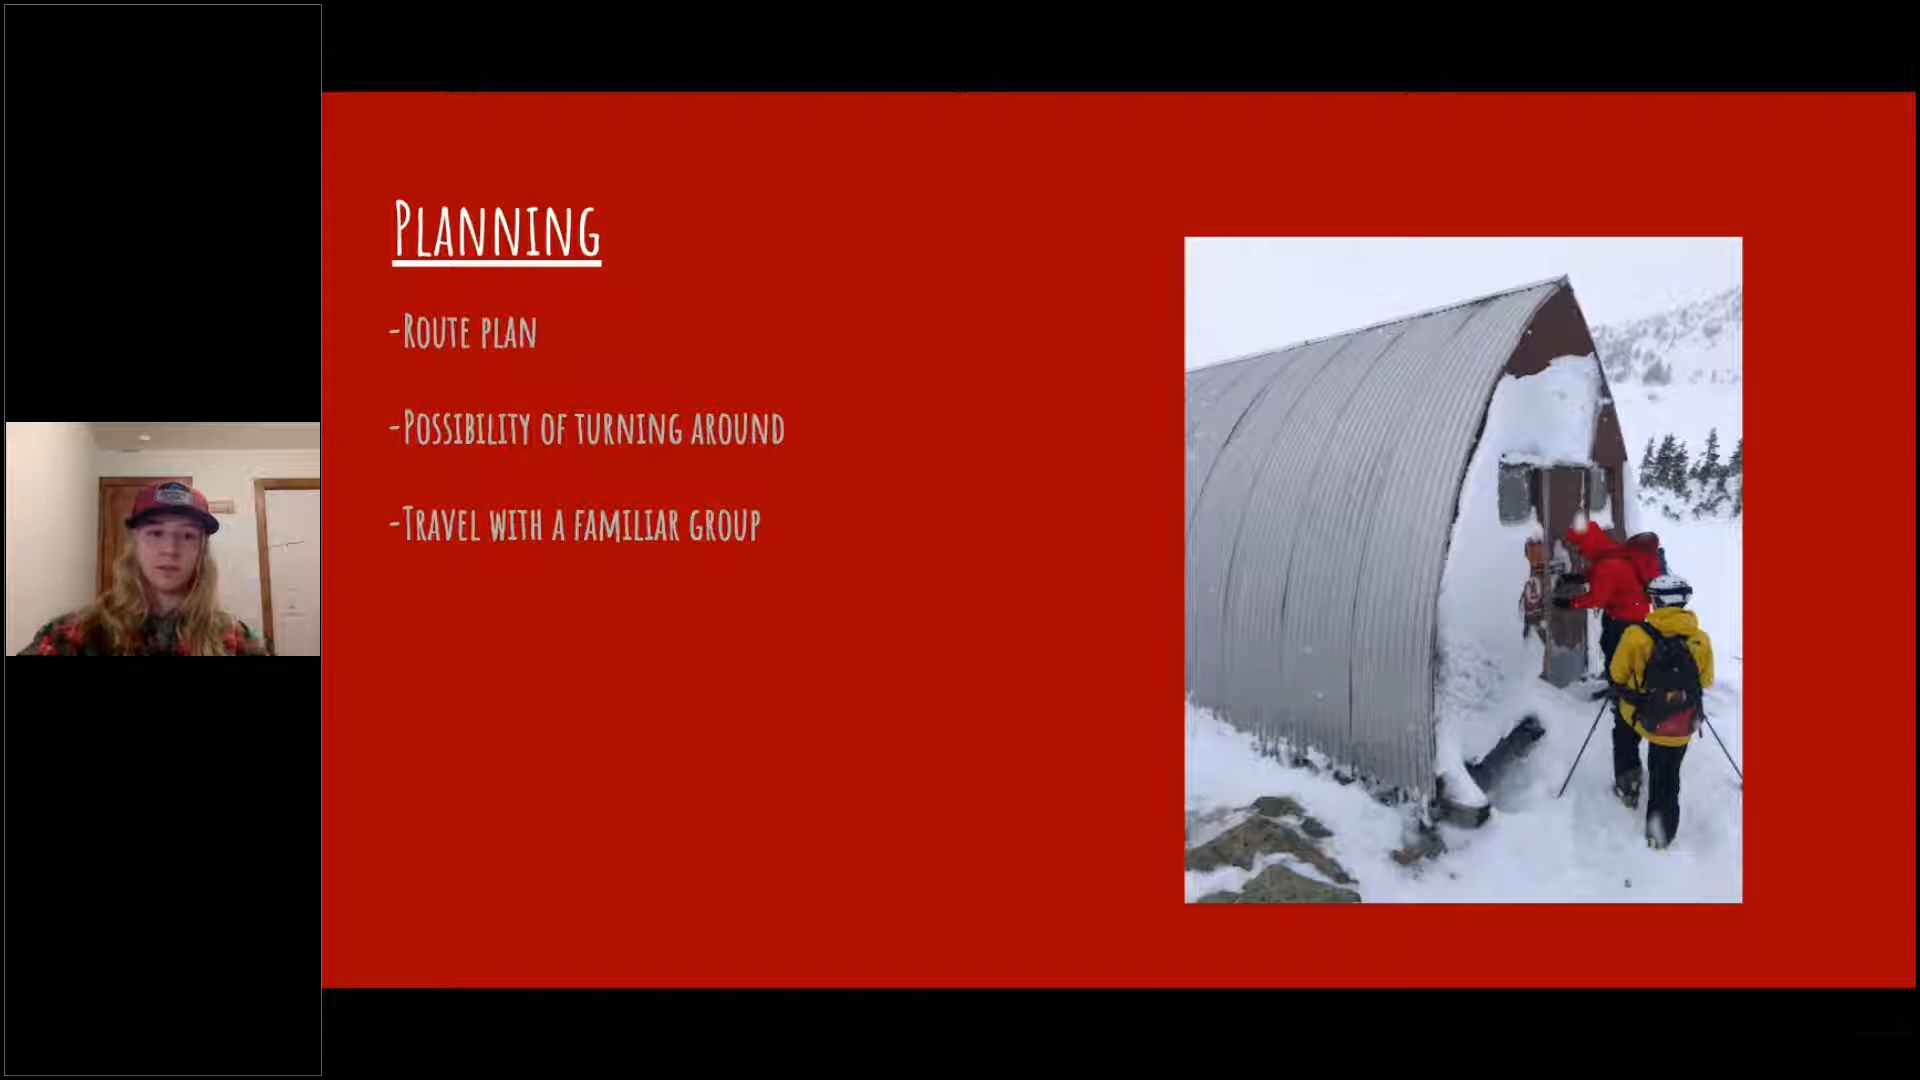 Planning
-Route plan
-Possibility of turning around
-Travel with a familiar group